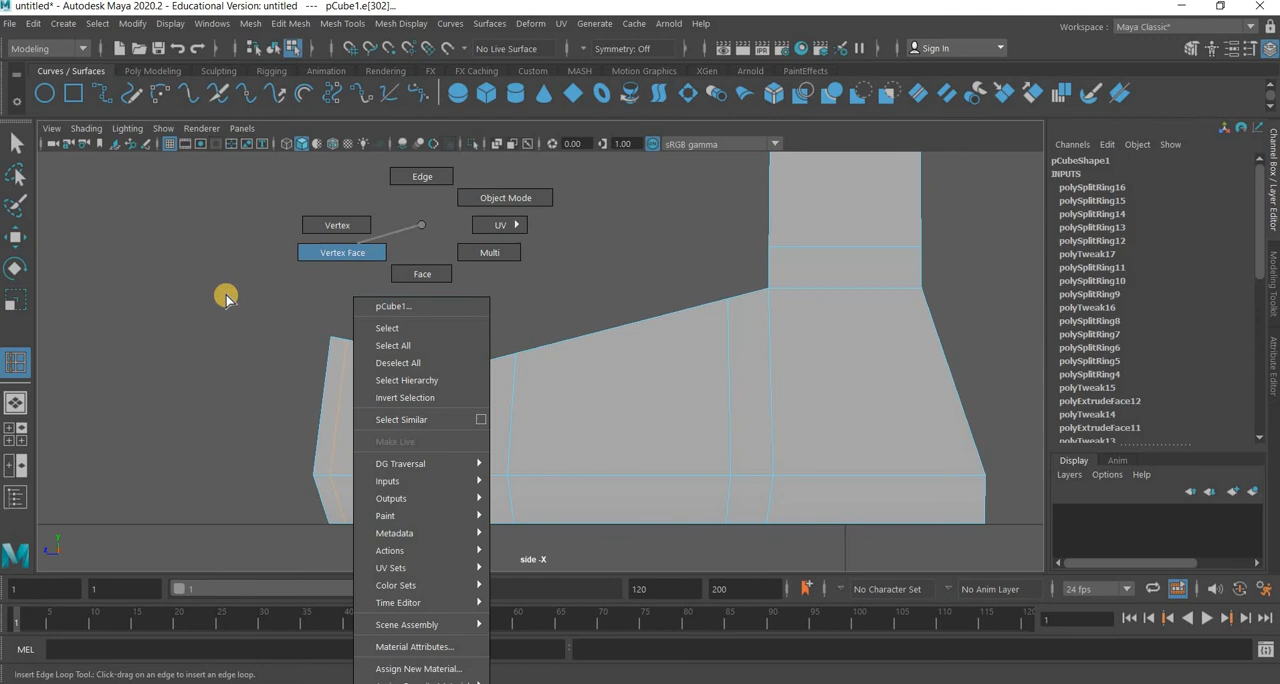 untitled* - Autodesk Maya 2020.2 - Educational Version: untitled --- pCube1.e[302]...
File Edit Create Select Modify Display Windows Mesh Edit Mesh Mesh Tools Mesh Display Curves Surfaces Deform UV Generate Cache Arnold Help
Workspace: Maya Classic*
Modeling No Live Surface Symmetry: Off Sign In
Curves / Surfaces Poly Modeling Sculpting Rigging Animation Rendering FX FX Caching Custom MASH Motion Graphics XGen Arnold PaintEffects
View Shading Lighting Show Renderer Panels
0.00 1.00 sRGB gamma
Channels Edit Object Show
pCubeShape1
INPUTS
polySplitRing16
polySplitRing15
polySplitRing14
polySplitRing13
polySplitRing12
polyTweak17
polySplitRing11
polySplitRing10
polySplitRing9
polyTweak16
polySplitRing8
polySplitRing7
polySplitRing6
polySplitRing5
polySplitRing4
polyTweak15
polyExtrudeFace12
polyTweak14
polyExtrudeFace11
polyTweak13
Channel Box / Layer Editor
Modeling Toolkit
Attribute Editor
Edge
Object Mode
Vertex
UV
Vertex Face
Multi
Face
pCube1...
Select
Select All
Deselect All
Select Hierarchy
Invert Selection
Select Similar
Make Live
DG Traversal
Inputs
Outputs
Paint
Metadata
Actions
UV Sets
Color Sets
Time Editor
Scene Assembly
Material Attributes...
Assign New Material...
side -X
Display Anim
Layers Options Help
1 1 1 120 200 No Character Set No Anim Layer 24 fps
5 10 15 20 25 30 35 40 60 65 70 75 80 85 90 95 100 105 110 115 120 1
MEL
Insert Edge Loop Tool.: Click-drag on an edge to insert an edge loop.